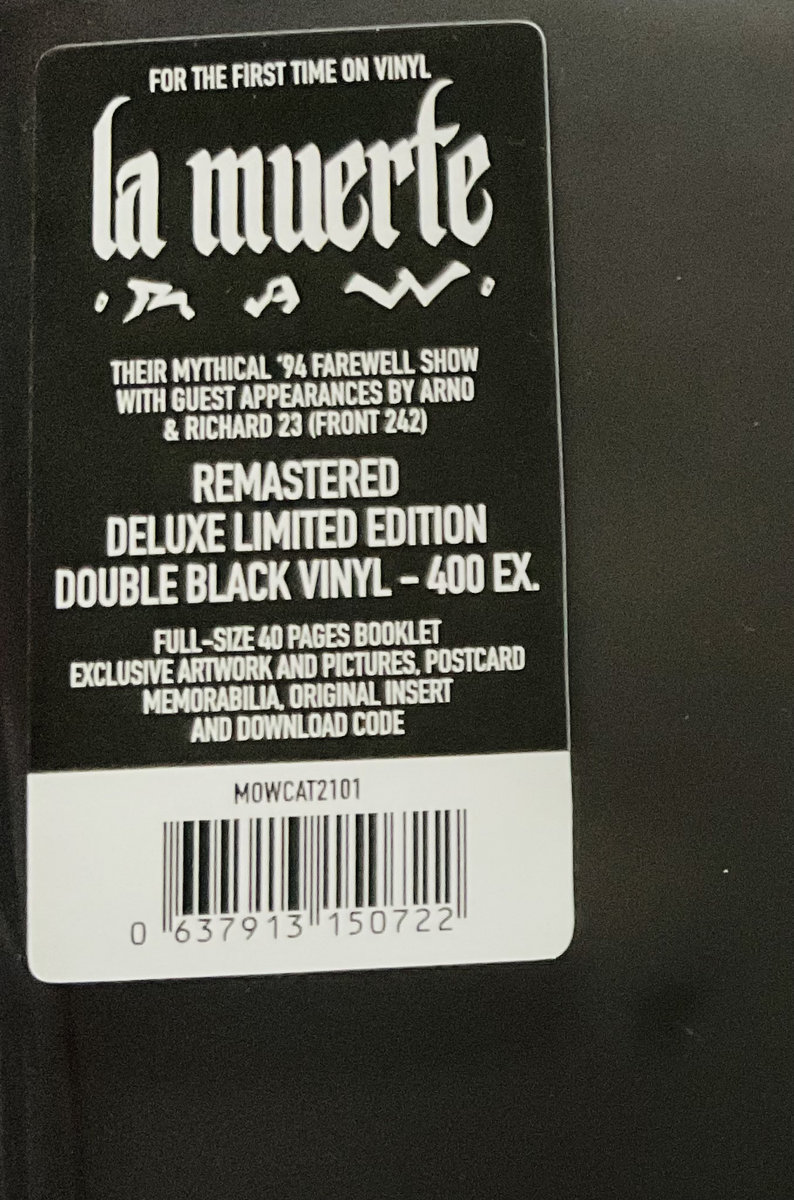 FOR THE FIRST TIME ON VINYL
la muerte
· RAW ·
THEIR MYTHICAL '94 FAREWELL SHOW
WITH GUEST APPEARANCES BY ARNO
& RICHARD 23 (FRONT 242)
REMASTERED
DELUXE LIMITED EDITION
DOUBLE BLACK VINYL – 400 EX.
FULL-SIZE 40 PAGES BOOKLET
EXCLUSIVE ARTWORK AND PICTURES, POSTCARD
MEMORABILIA, ORIGINAL INSERT
AND DOWNLOAD CODE
MOWCAT2101
0 637913 150722